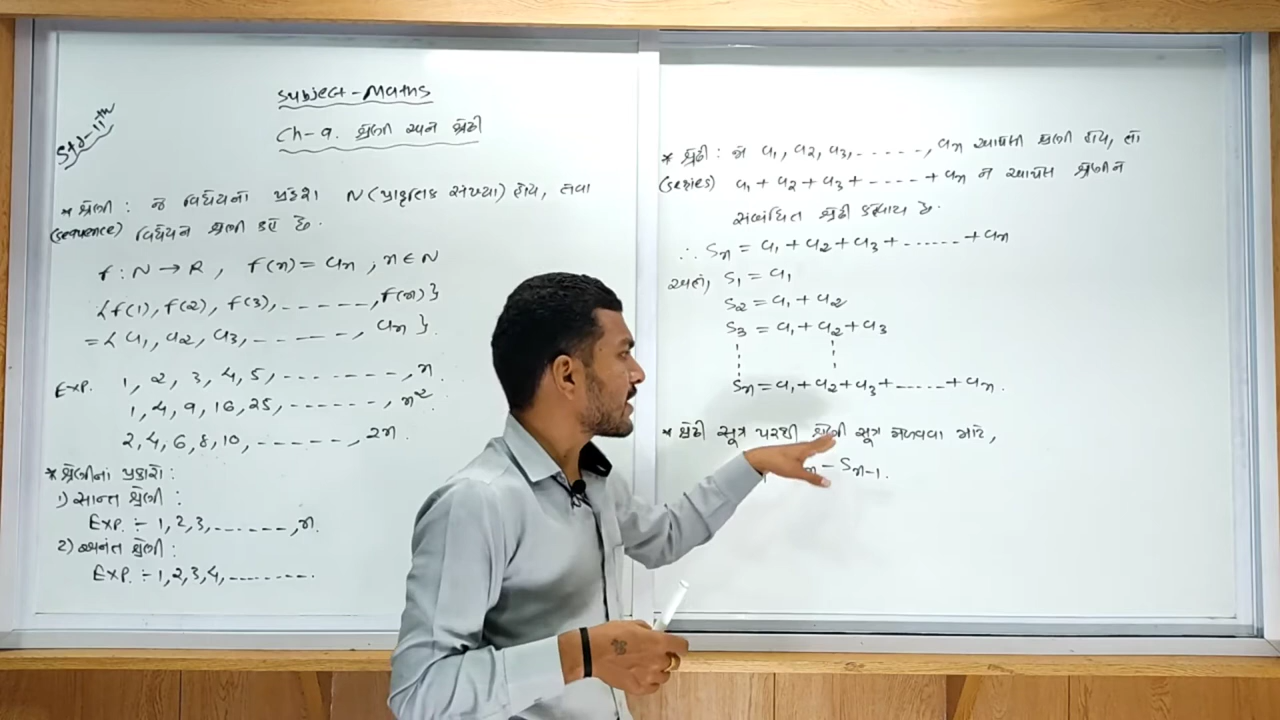 Std-11th
Subject-Maths
Ch-9. શ્રેણી અને શ્રેઢી
* શ્રેણી : જે વિધેયનો પ્રદેશ N (પ્રાકૃતિક સંખ્યા) હોય, તેવા
(sequence) વિધેયને શ્રેણી કહે છે.
f : N → R, f(n) = an ; n ∈ N
{f(1), f(2), f(3), ------, f(n)}
= { a1, a2, a3, ------, an }.
EXP. 1, 2, 3, 4, 5, --------, n.
1, 4, 9, 16, 25, ------, n².
2, 4, 6, 8, 10, ------, 2n.
* શ્રેણીના પ્રકારો :
1) સાન્ત શ્રેણી :
EXP. :- 1, 2, 3, -------, n.
2) અનંત શ્રેણી :
EXP. :- 1, 2, 3, 4, --------.
* શ્રેઢી : જો a1, a2, a3, ------, an આપેલી શ્રેણી હોય, તો
(series) a1 + a2 + a3 + ----- + an ને આપેલ શ્રેણીને
સંબંધિત શ્રેઢી કહેવાય છે.
∴ Sn = a1 + a2 + a3 + ------ + an
અહીં, S1 = a1
S2 = a1 + a2
S3 = a1 + a2 + a3
Sn = a1 + a2 + a3 + ----- + an.
* શ્રેઢી સૂત્ર પરથી શ્રેણી સૂત્ર મેળવવા માટે,
n - Sn-1.